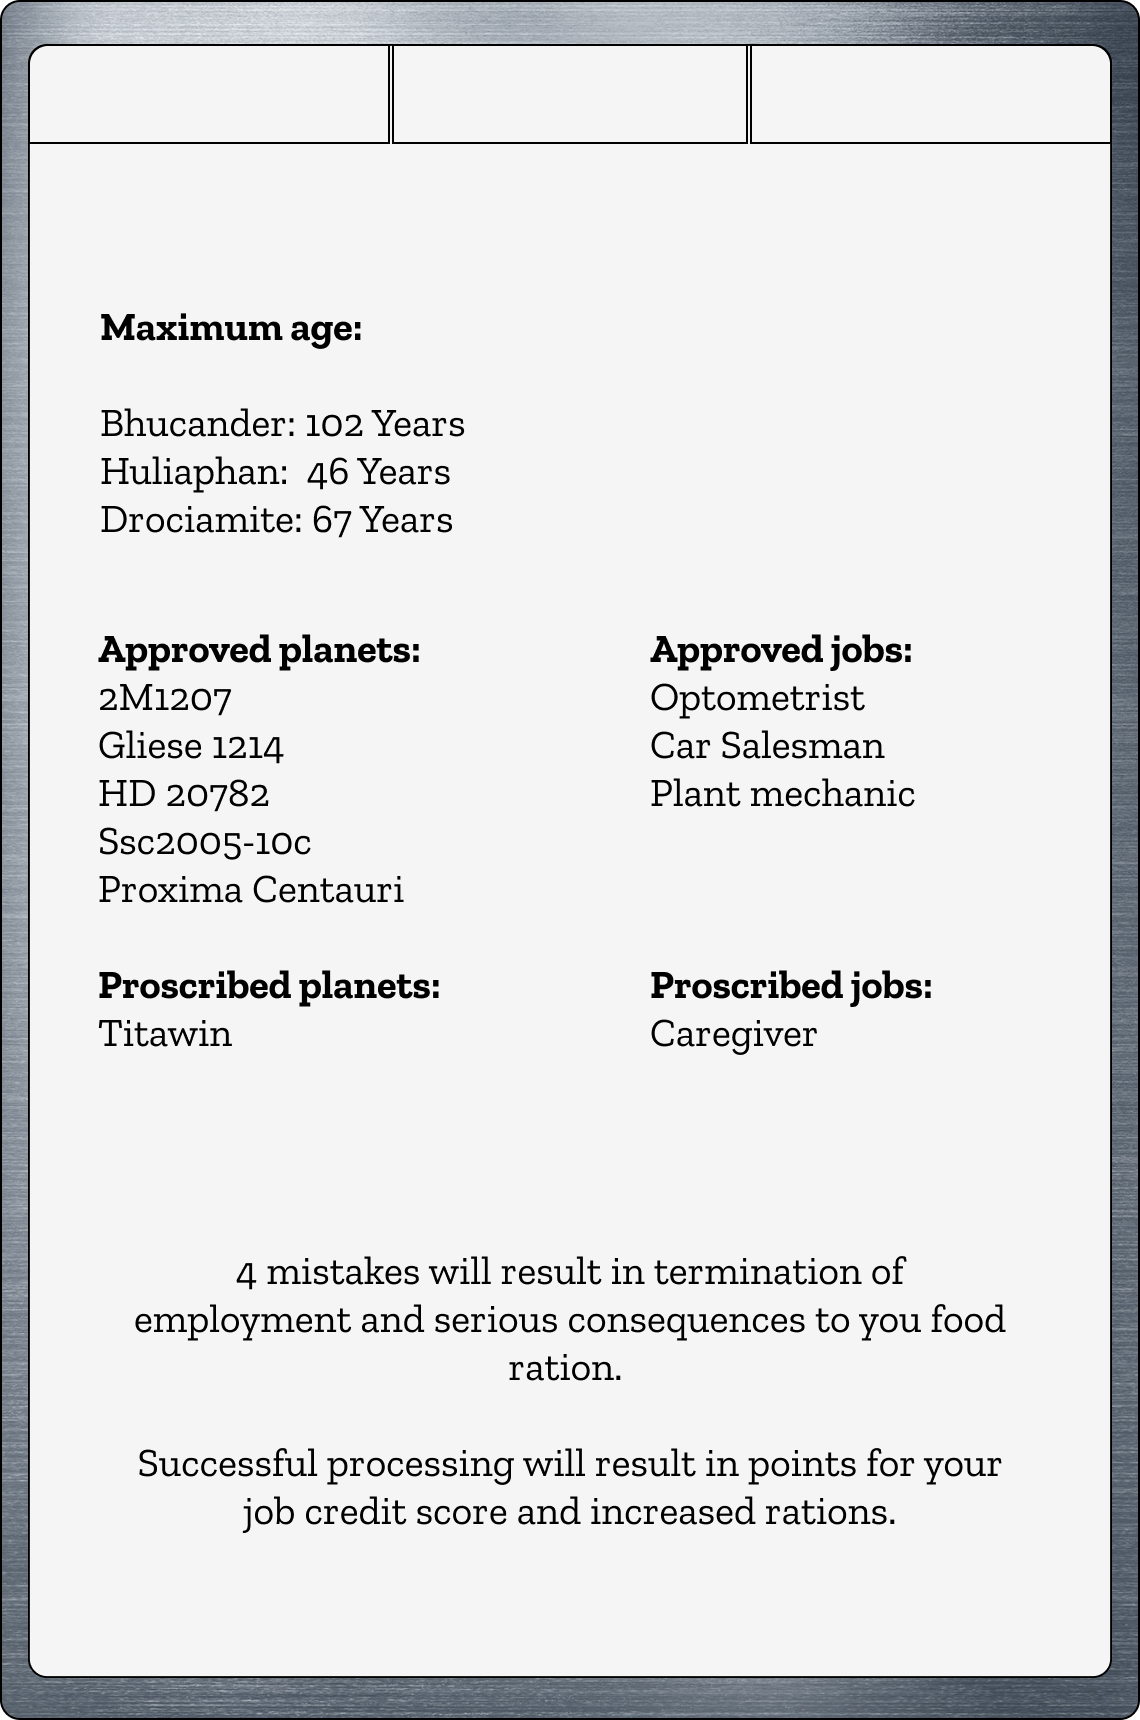 Maximum age:
Bhucander: 102 Years
Huliaphan:  46 Years
Drociamite: 67 Years
Approved planets:
2M1207
Gliese 1214
HD 20782
Ssc2005-10c
Proxima Centauri
Approved jobs:
Optometrist
Car Salesman
Plant mechanic
Proscribed planets:
Titawin
Proscribed jobs:
Caregiver
4 mistakes will result in termination of
employment and serious consequences to you food
ration.
Successful processing will result in points for your
job credit score and increased rations.